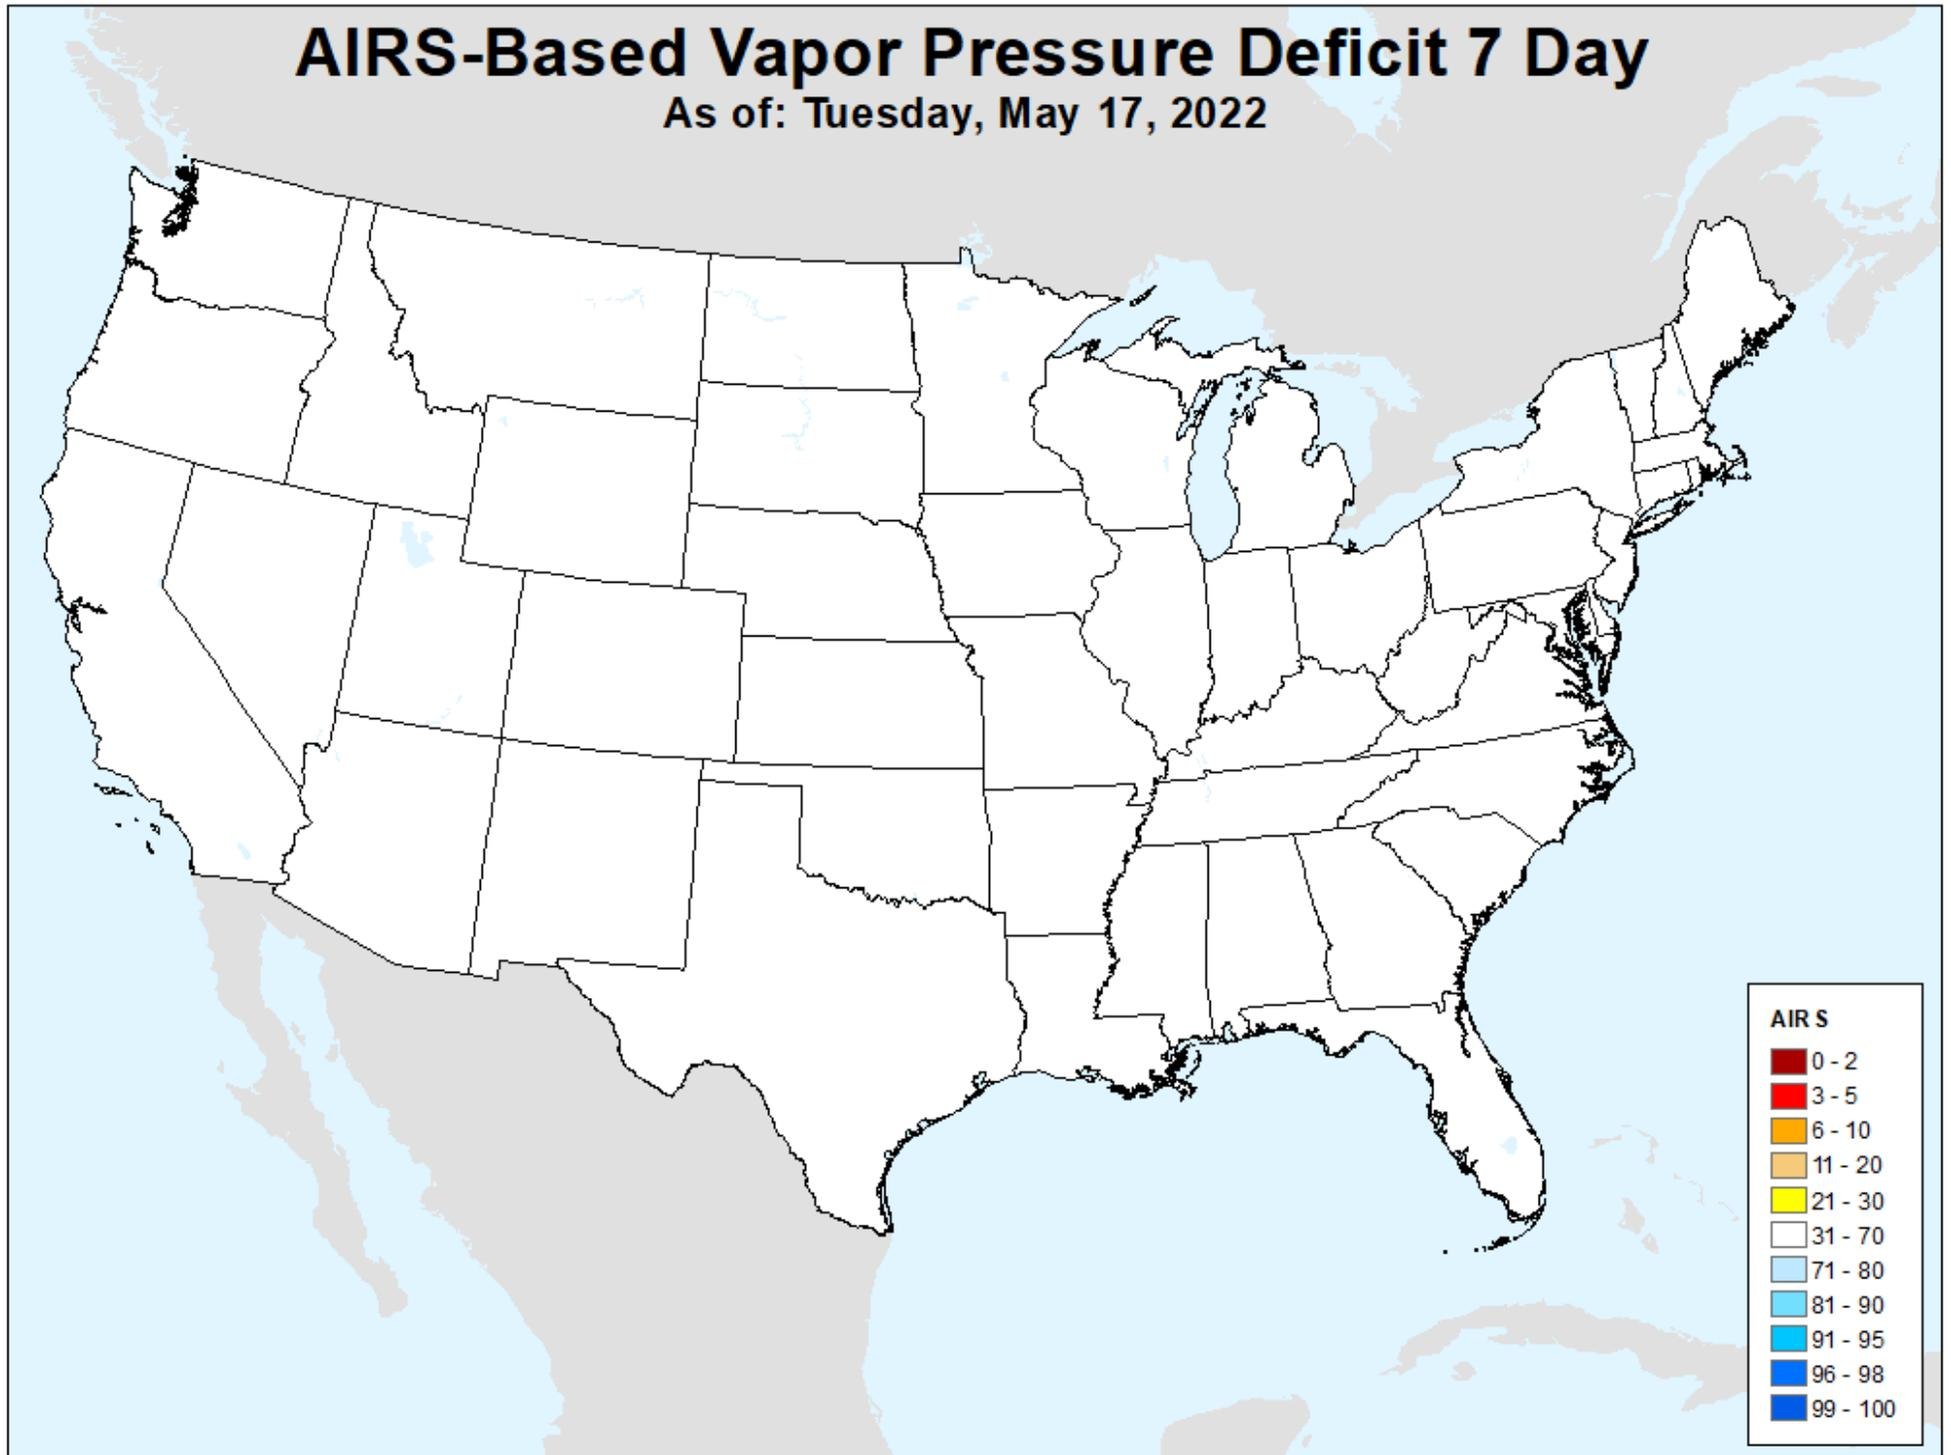 AIRS-Based Vapor Pressure Deficit 7 Day
As of: Tuesday, May 17, 2022
AIRS
0 - 2
3 - 5
6 - 10
11 - 20
21 - 30
31 - 70
71 - 80
81 - 90
91 - 95
96 - 98
99 - 100